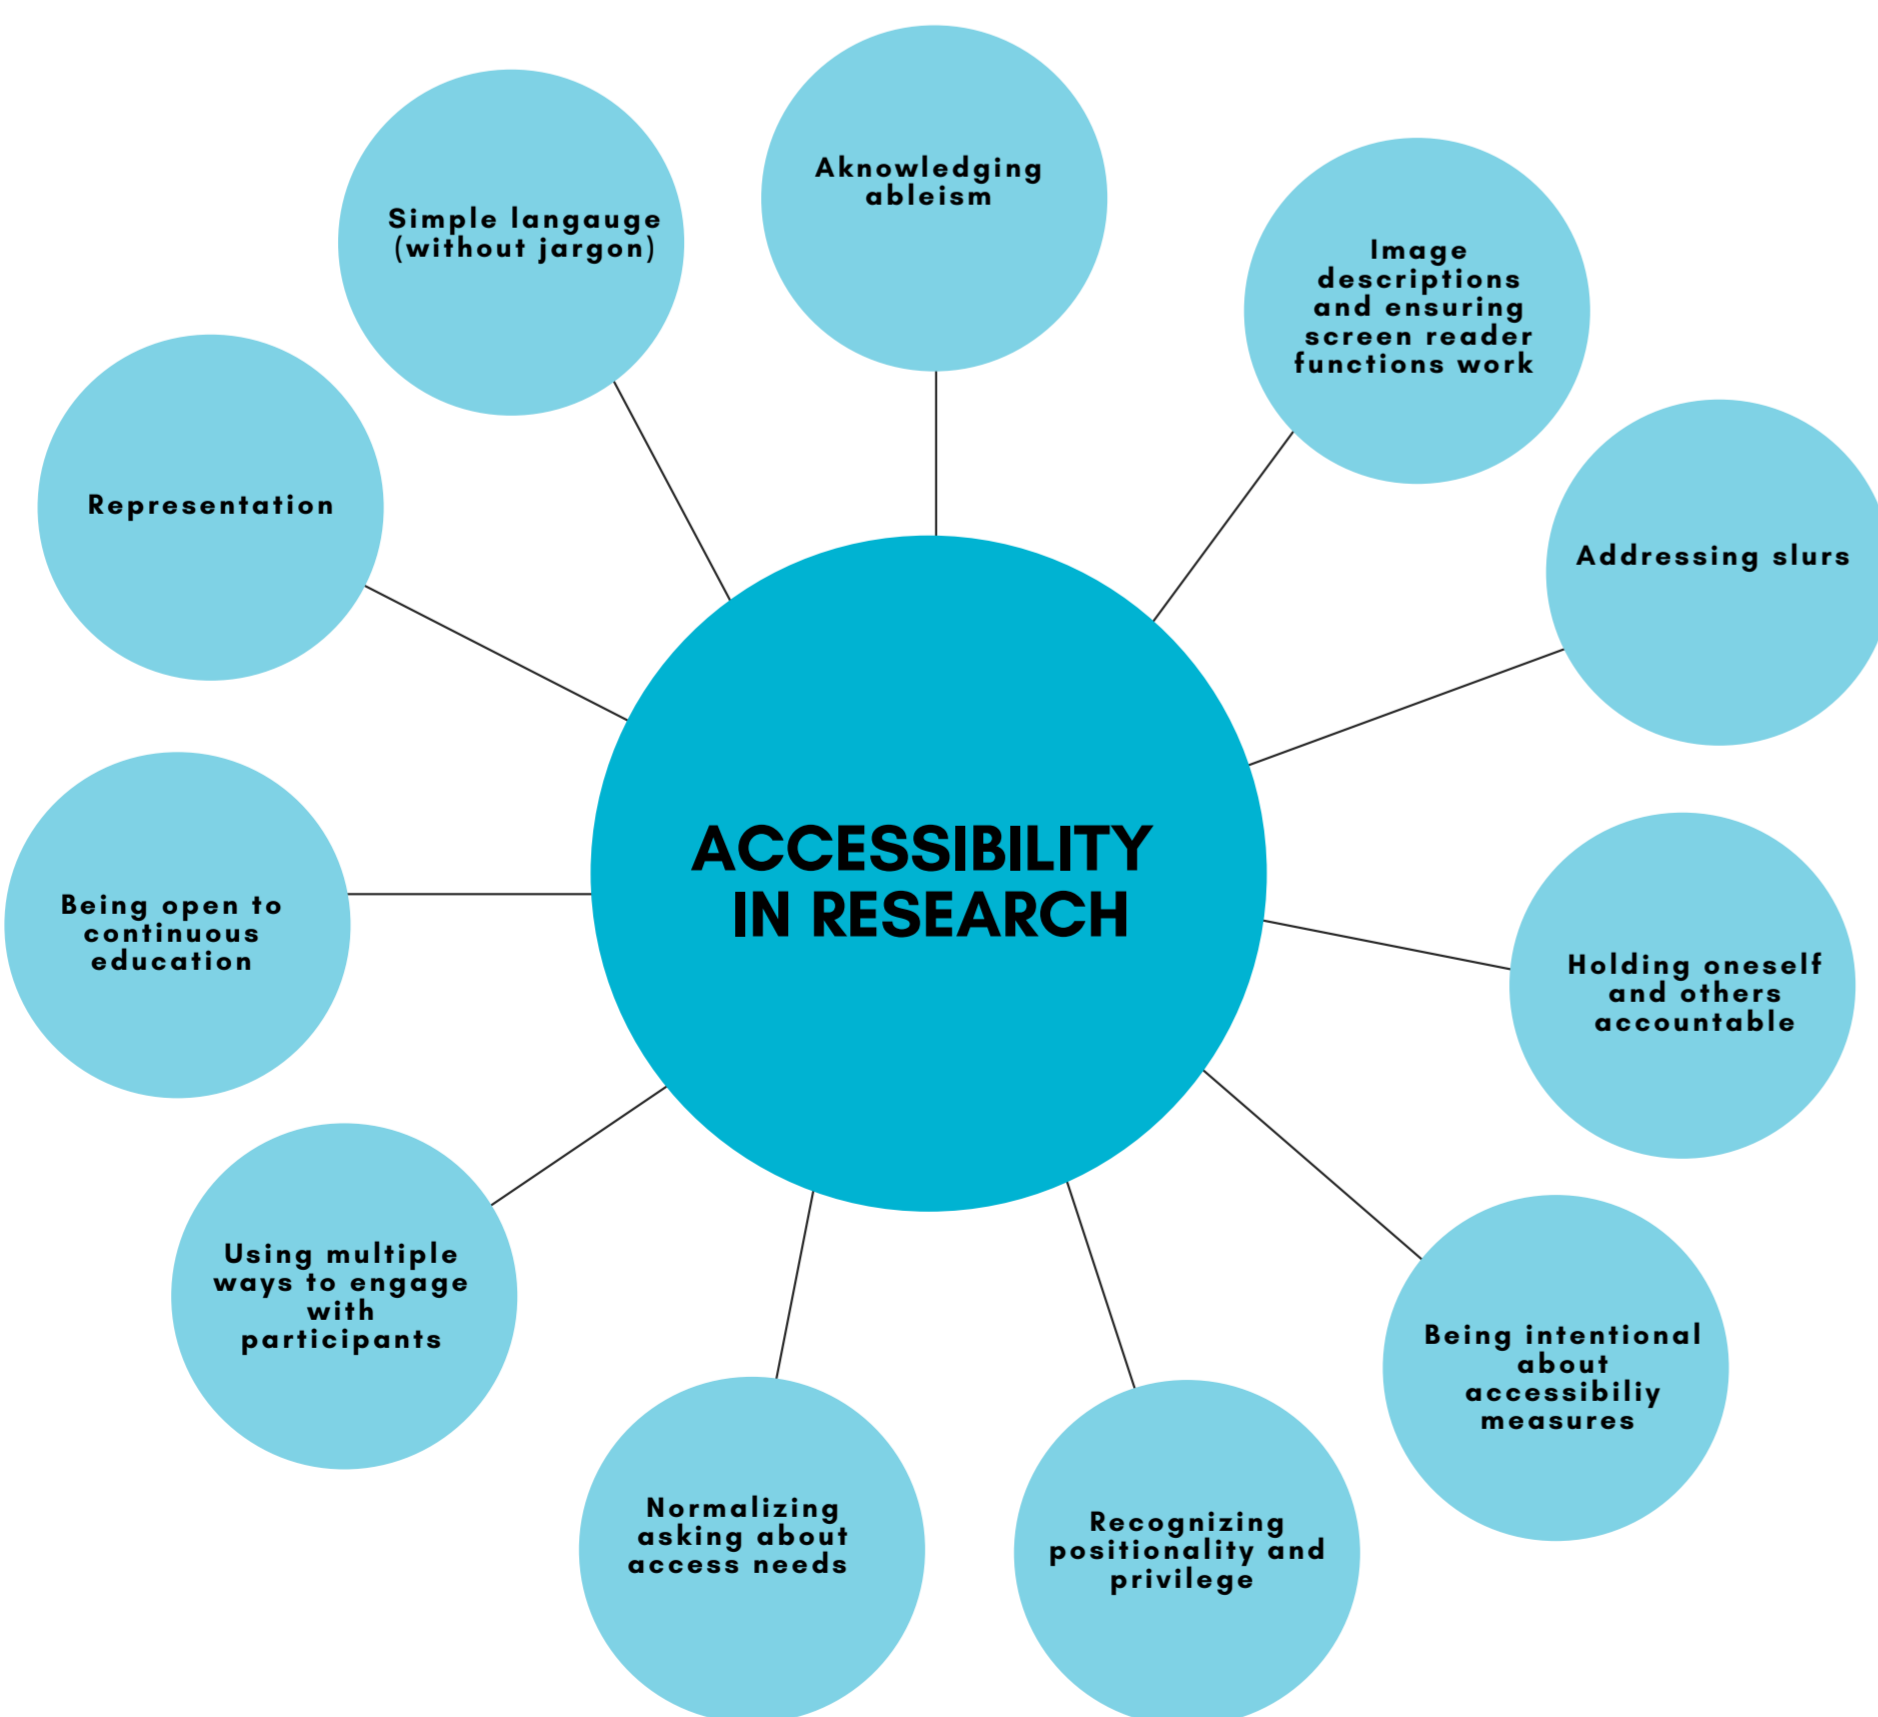 Aknowledging
ableism
Image
descriptions
and ensuring
screen reader
functions work
Addressing slurs
Holding oneself
and others
accountable
Being intentional
about
accessibiliy
measures
Recognizing
positionality and
privilege
Normalizing
asking about
access needs
Using multiple
ways to engage
with
participants
Being open to
continuous
education
Representation
Simple langauge
(without jargon)
ACCESSIBILITY
IN RESEARCH